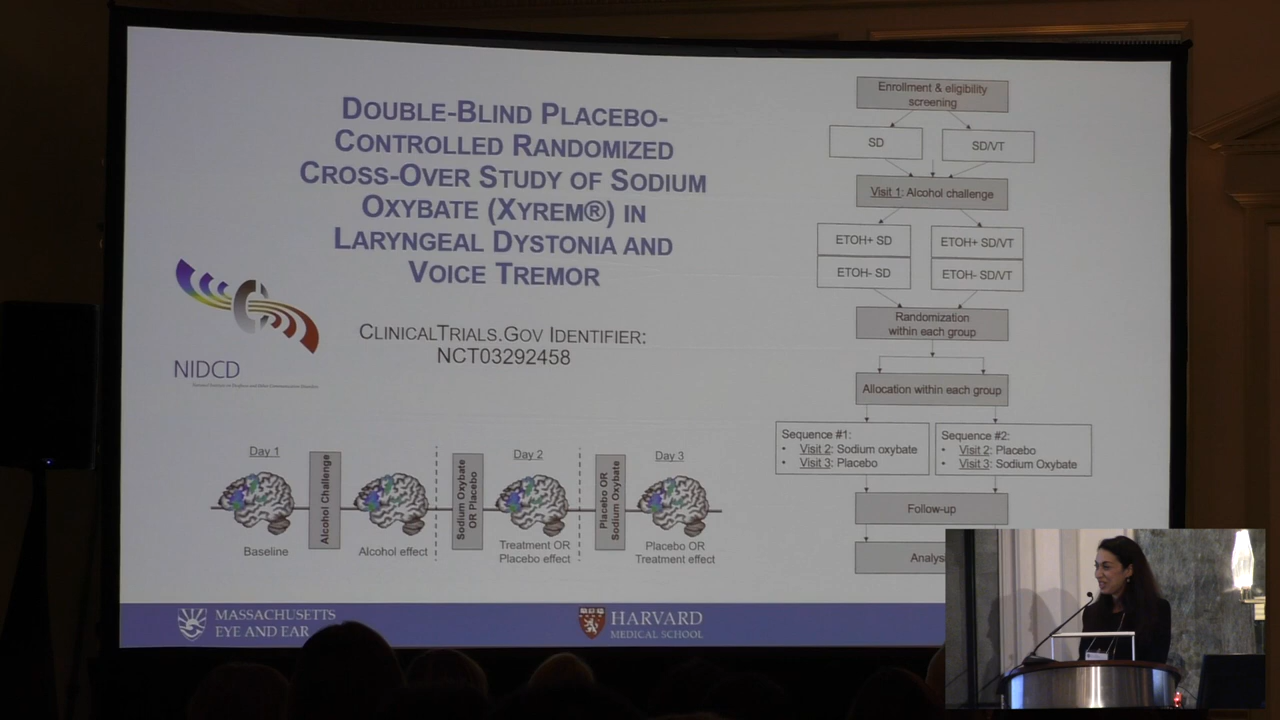 DOUBLE-BLIND PLACEBO-
CONTROLLED RANDOMIZED
CROSS-OVER STUDY OF SODIUM
OXYBATE (XYREM®) IN
LARYNGEAL DYSTONIA AND
VOICE TREMOR
CLINICALTRIALS.GOV IDENTIFIER:
NCT03292458
NIDCD
Day 1
Alcohol Challenge
Baseline
Alcohol effect
Sodium Oxybate
OR Placebo
Day 2
Treatment OR
Placebo effect
Placebo OR
Sodium Oxybate
Day 3
Placebo OR
Treatment effect
Enrollment & eligibility
screening
SD
SD/VT
Visit 1: Alcohol challenge
ETOH+ SD
ETOH+ SD/VT
ETOH- SD
ETOH- SD/VT
Randomization
within each group
Allocation within each group
Sequence #1:
• Visit 2: Sodium oxybate
• Visit 3: Placebo
Sequence #2:
• Visit 2: Placebo
• Visit 3: Sodium Oxybate
Follow-up
MASSACHUSETTS
EYE AND EAR
HARVARD
MEDICAL SCHOOL